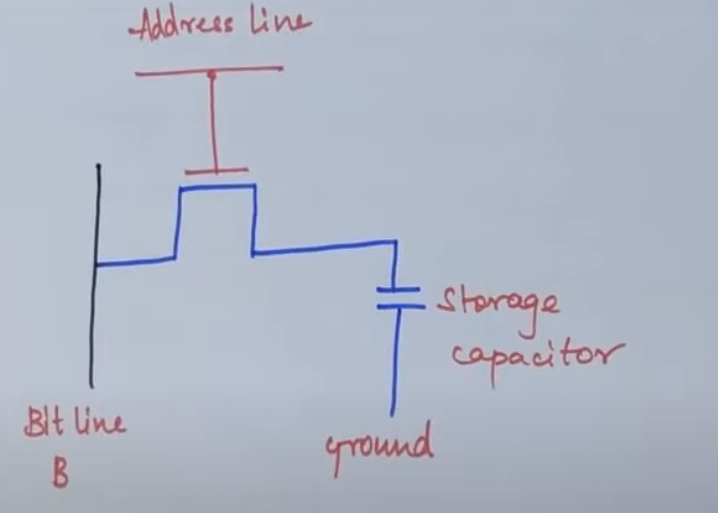 Address line
Storage
capacitor
Bit line
B
ground